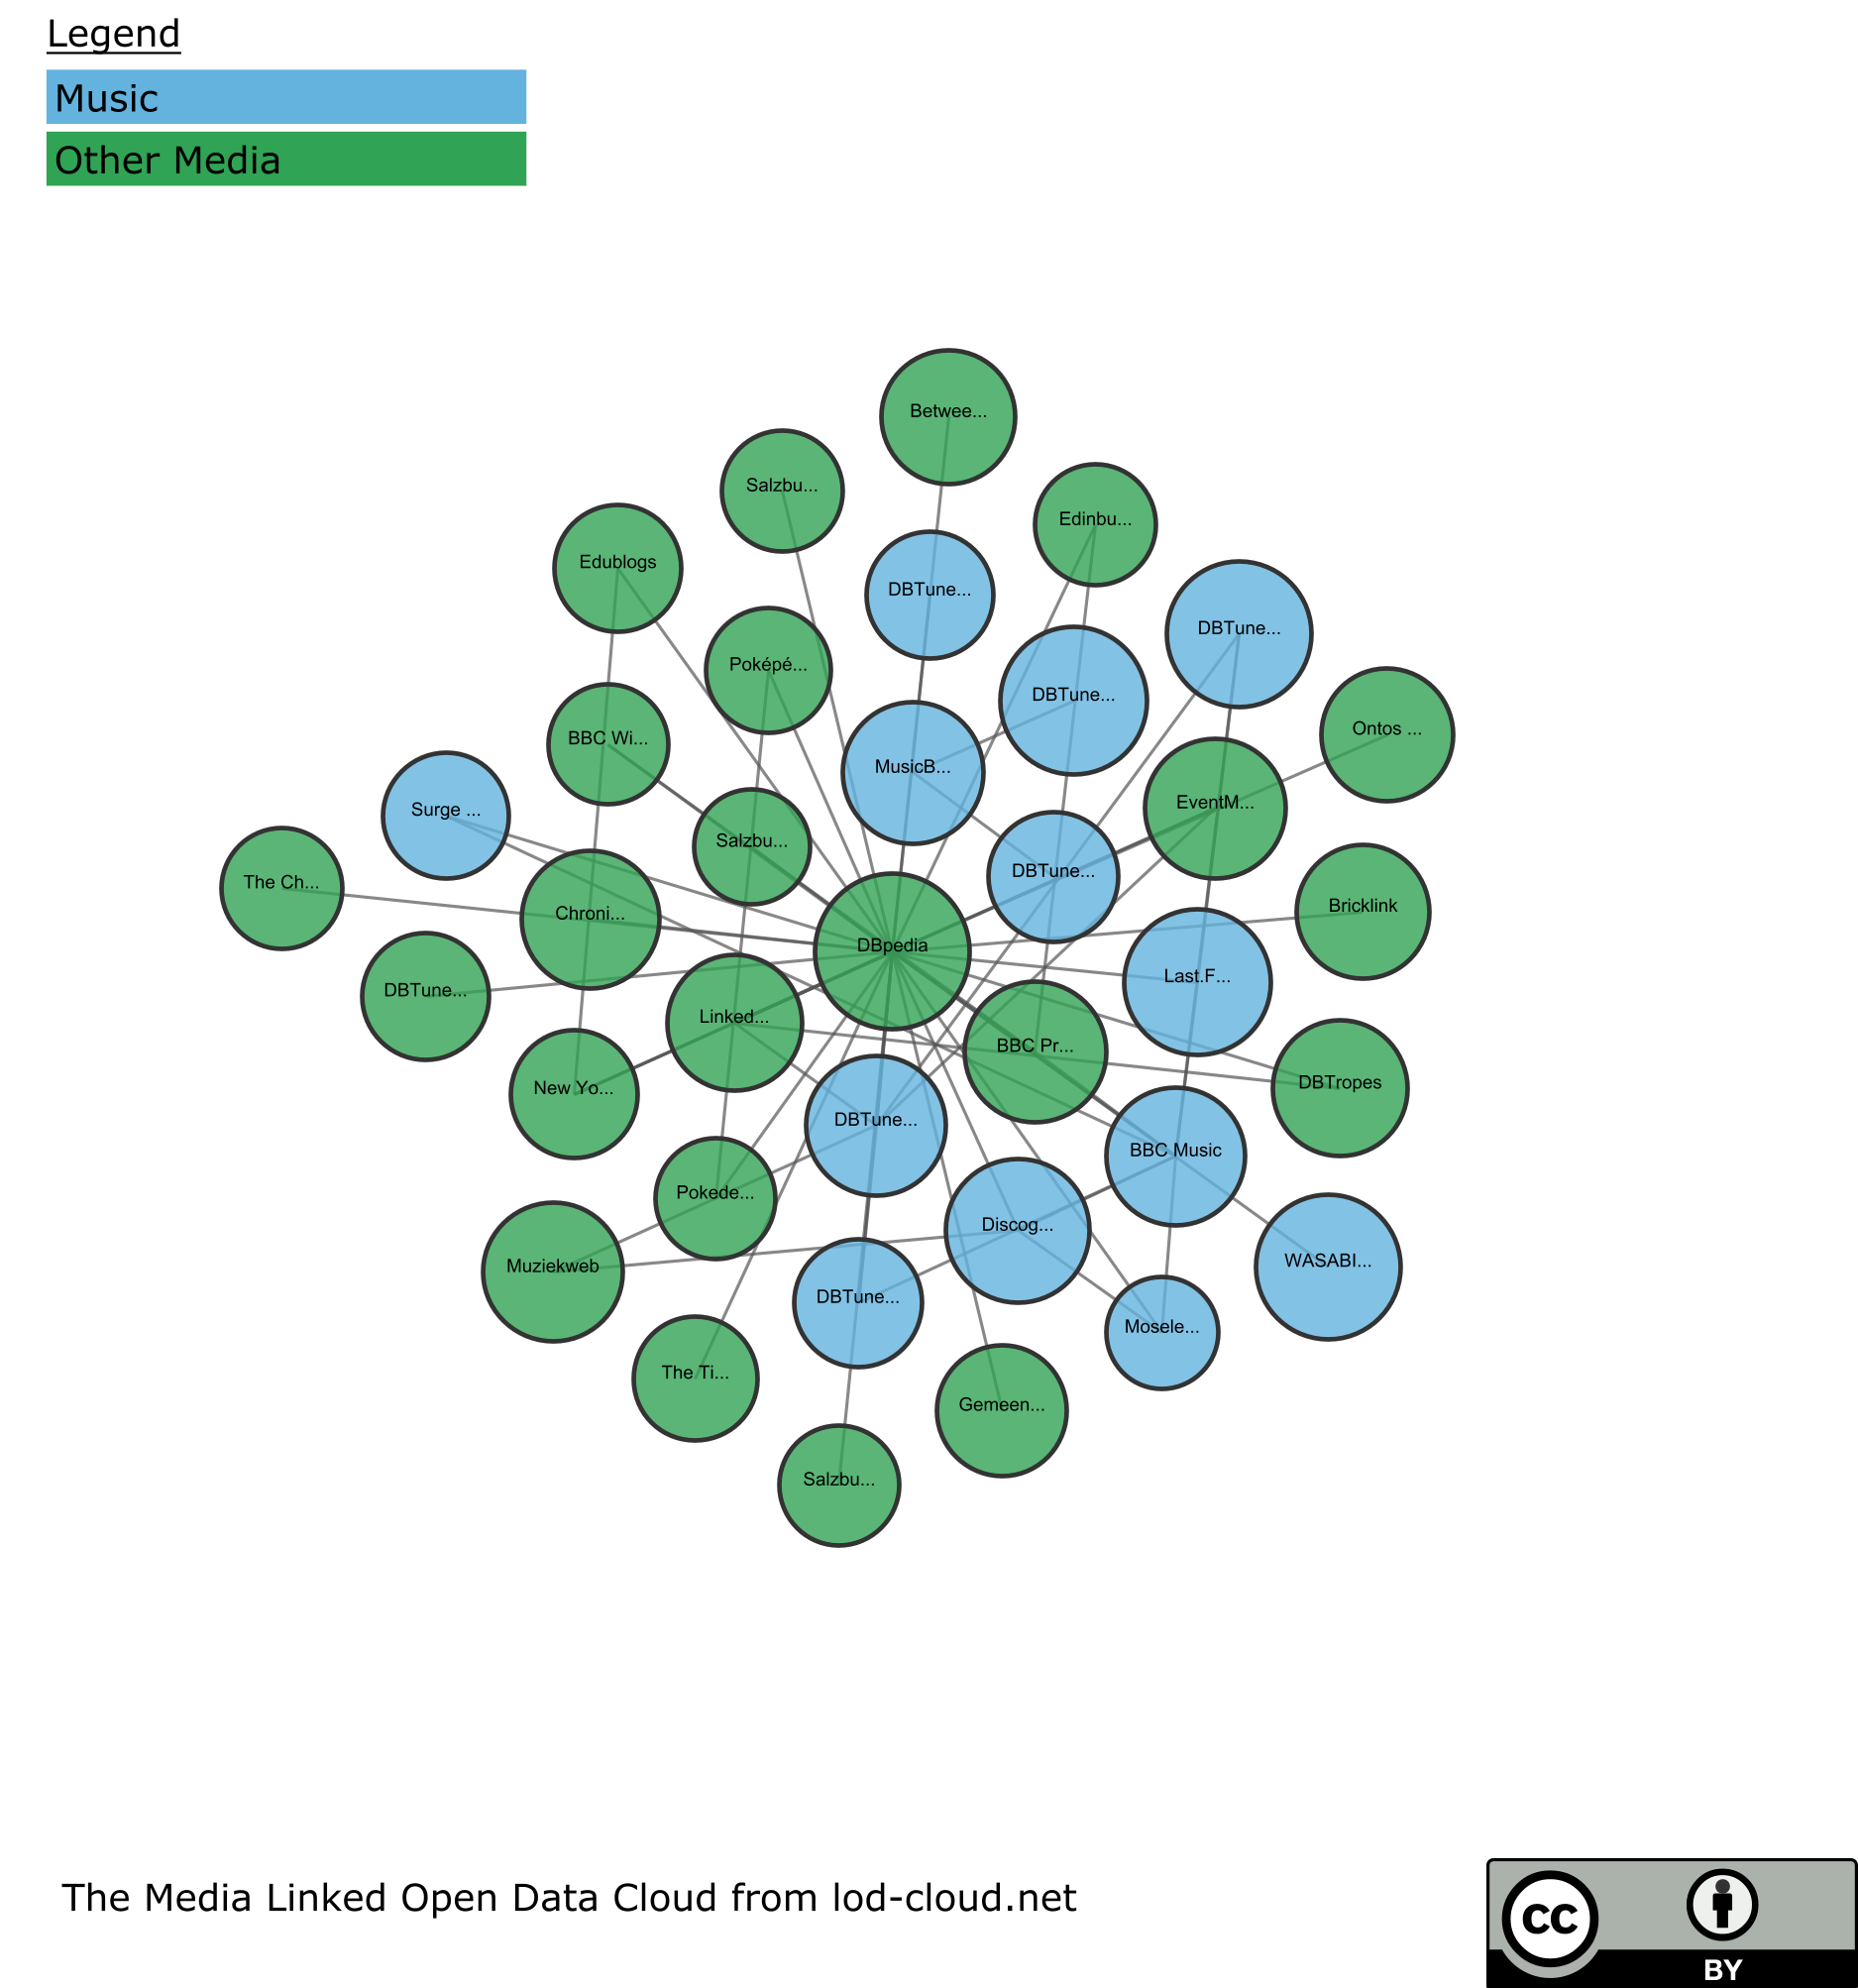 Legend
Music
Other Media
Betwee...
Salzbu...
Edinbu...
Edublogs
DBTune...
DBTune...
Poképé...
DBTune...
Ontos ...
BBC Wi...
MusicB...
EventM...
Surge ...
Salzbu...
DBTune...
The Ch...
Bricklink
Chroni...
DBpedia
Last.F...
DBTune...
Linked...
BBC Pr...
DBTropes
New Yo...
DBTune...
BBC Music
Pokede...
Discog...
Muziekweb
WASABI...
DBTune...
Mosele...
The Ti...
Gemeen...
Salzbu...
The Media Linked Open Data Cloud from lod-cloud.net
cc
BY